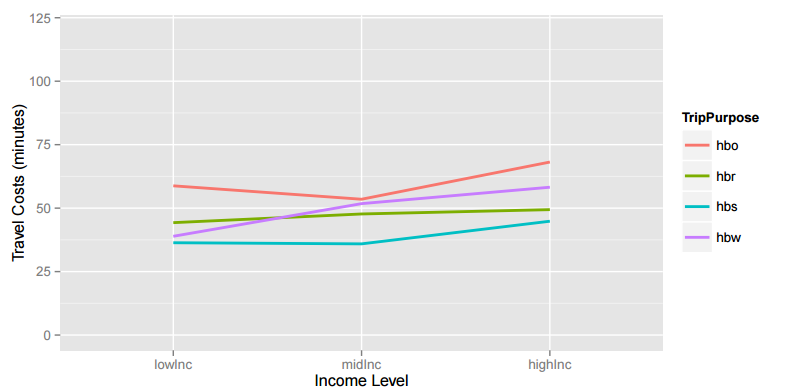 125
100
75
50
25
0
Travel Costs (minutes)
lowInc midInc highInc
Income Level
TripPurpose
hbo
hbr
hbs
hbw